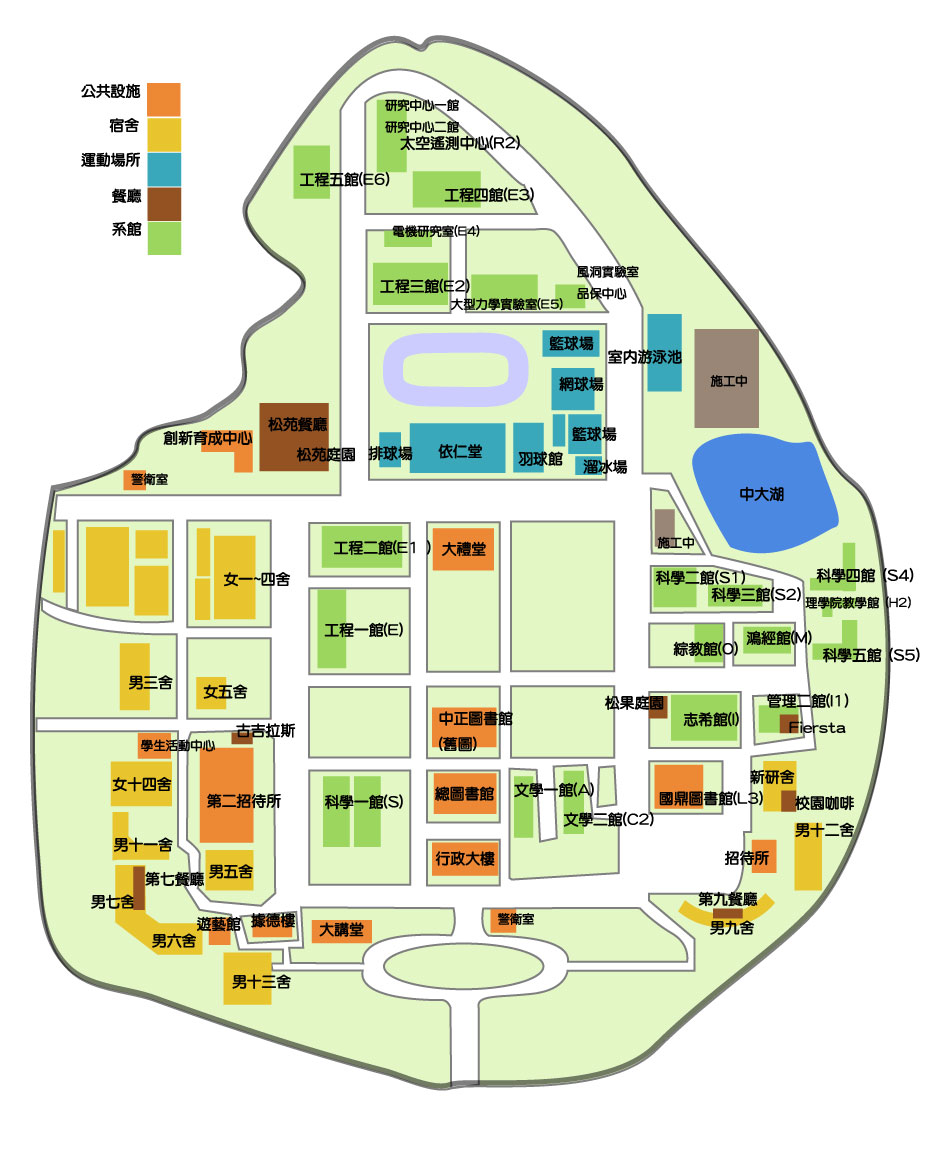 公共設施
宿舍
運動場所
餐廳
系館
研究中心一館
研究中心二館
太空遙測中心(R2)
工程五館(E6)
工程四館(E3)
電機研究室(E4)
風洞實驗室
工程三館(E2)
品保中心
大型力學實驗室(E5)
籃球場
室內游泳池
網球場
施工中
松苑餐廳
創新育成中心
籃球場
松苑庭園
排球場
依仁堂
羽球館
溜冰場
警衛室
中大湖
施工中
工程二館(E1)
大禮堂
女一~四舍
科學二館(S1)
科學四館 (S4)
科學三館(S2)
理學院教學館 (H2)
工程一館(E)
鴻經館(M)
綜教館(O)
科學五館 (S5)
男三舍
女五舍
松果庭園
管理二館(I1)
中正圖書館
(舊圖)
志希館(I)
Fiersta
古吉拉斯
學生活動中心
女十四舍
第二招待所
科學一館(S)
總圖書館
文學一館(A)
新研舍
國鼎圖書館(L3)
校園咖啡
文學二館(C2)
男十二舍
男十一舍
行政大樓
招待所
男五舍
第七餐廳
男七舍
第九餐廳
遊藝館
據德樓
大講堂
警衛室
男九舍
男六舍
男十三舍